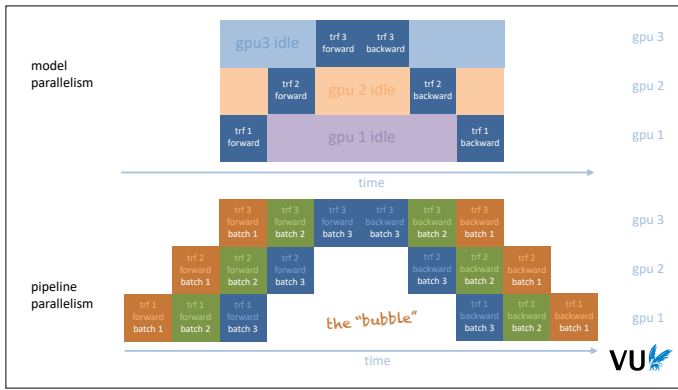 model
parallelism
gpu3 idle
trf 3
forward
trf 3
backward
gpu 3
trf 2
forward
gpu 2 idle
trf 2
backward
gpu 2
trf 1
forward
gpu 1 idle
trf 1
backward
gpu 1
time
pipeline
parallelism
trf 3
forward
batch 1
trf 3
forward
batch 2
trf 3
forward
batch 3
trf 3
backward
batch 3
trf 3
backward
batch 2
trf 3
backward
batch 1
gpu 3
trf 2
forward
batch 1
trf 2
forward
batch 2
trf 2
forward
batch 3
trf 2
backward
batch 3
trf 2
backward
batch 2
trf 2
backward
batch 1
gpu 2
trf 1
forward
batch 1
trf 1
forward
batch 2
trf 1
forward
batch 3
the "bubble"
trf 1
backward
batch 3
trf 1
backward
batch 2
trf 1
backward
batch 1
gpu 1
time
VU